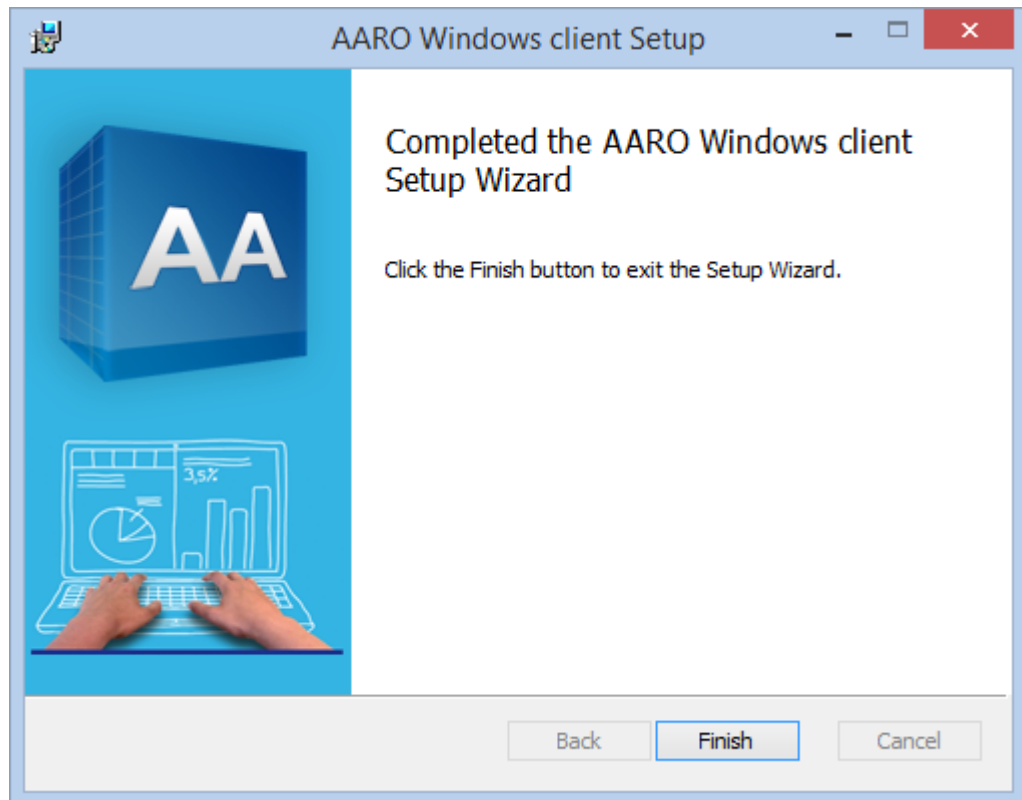 AARO Windows client Setup
Completed the AARO Windows client
Setup Wizard
Click the Finish button to exit the Setup Wizard.
AA
3,5%
Back
Finish
Cancel